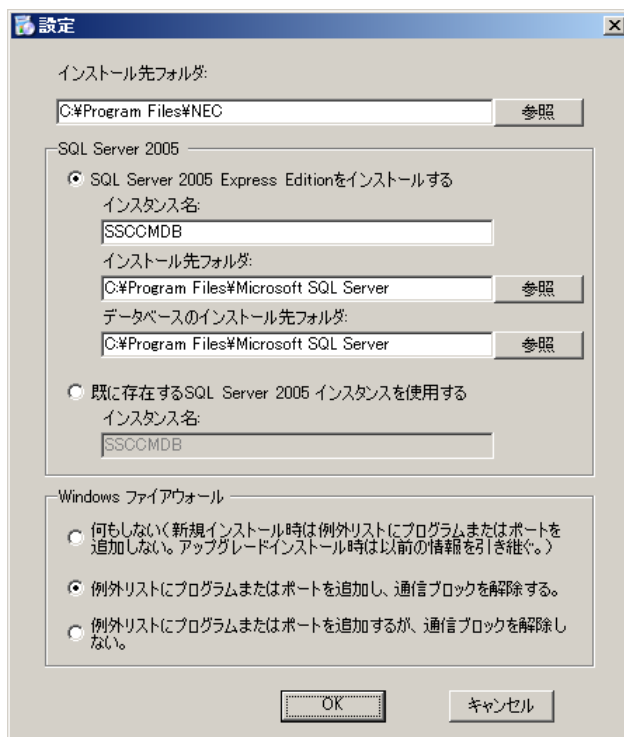 設定
インストール先フォルダ:
C:¥Program Files¥NEC
参照
SQL Server 2005
SQL Server 2005 Express Editionをインストールする
インスタンス名:
SSCCMDB
インストール先フォルダ:
C:¥Program Files¥Microsoft SQL Server
参照
データベースのインストール先フォルダ:
C:¥Program Files¥Microsoft SQL Server
参照
既に存在するSQL Server 2005 インスタンスを使用する
インスタンス名:
SSCCMDB
Windows ファイアウォール
何もしない(新規インストール時は例外リストにプログラムまたはポートを
追加しない。アップグレードインストール時は以前の情報を引き継ぐ。)
例外リストにプログラムまたはポートを追加し、通信ブロックを解除する。
例外リストにプログラムまたはポートを追加するが、通信ブロックを解除し
ない。
OK
キャンセル